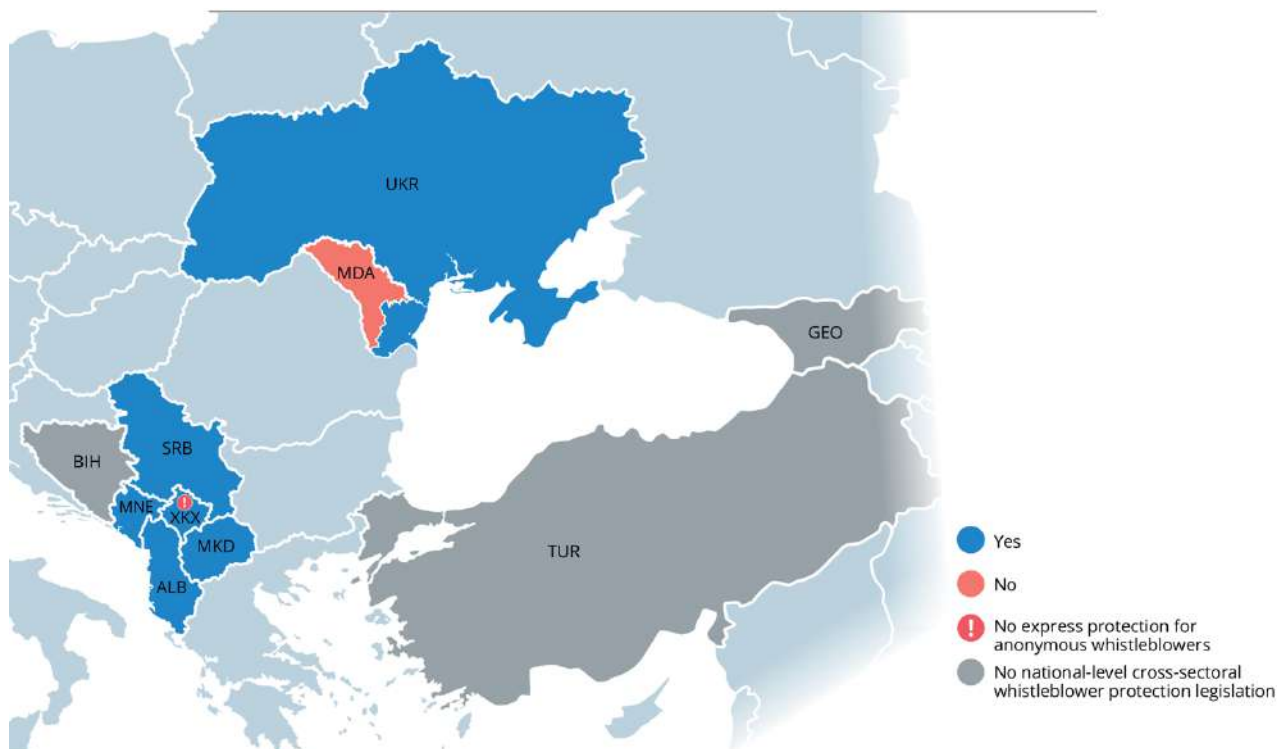 UKR
MDA
GEO
SRB
BIH
MNE
!
XKX
MKD
TUR
ALB
Yes
No
!
No express protection for
anonymous whistleblowers
No national-level cross-sectoral
whistleblower protection legislation